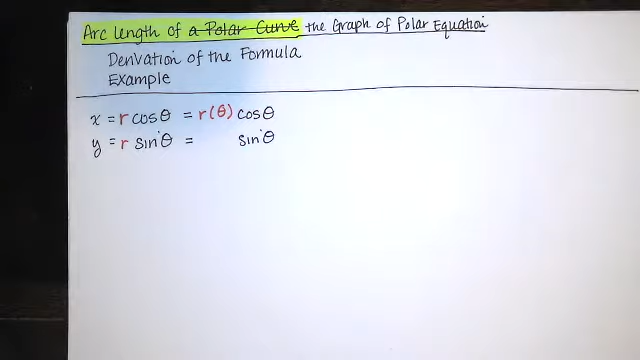 Arc length of a Polar Curve the Graph of Polar Equation
Derivation of the Formula
Example
x = r cosθ = r(θ) cosθ
y = r sinθ = sinθ